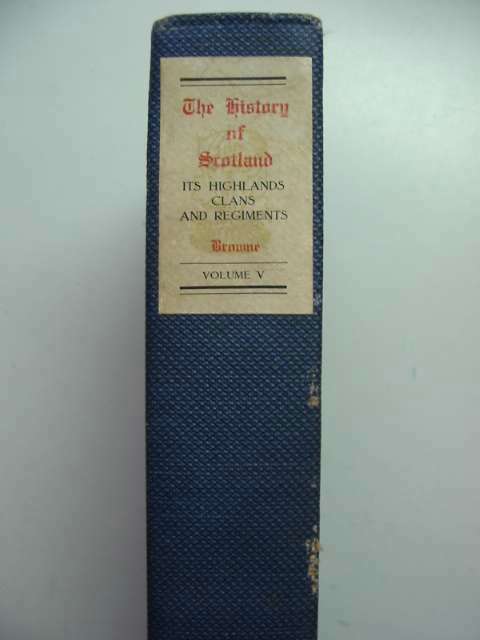 The History
of
Scotland
ITS HIGHLANDS
CLANS
AND REGIMENTS
Browne
VOLUME V